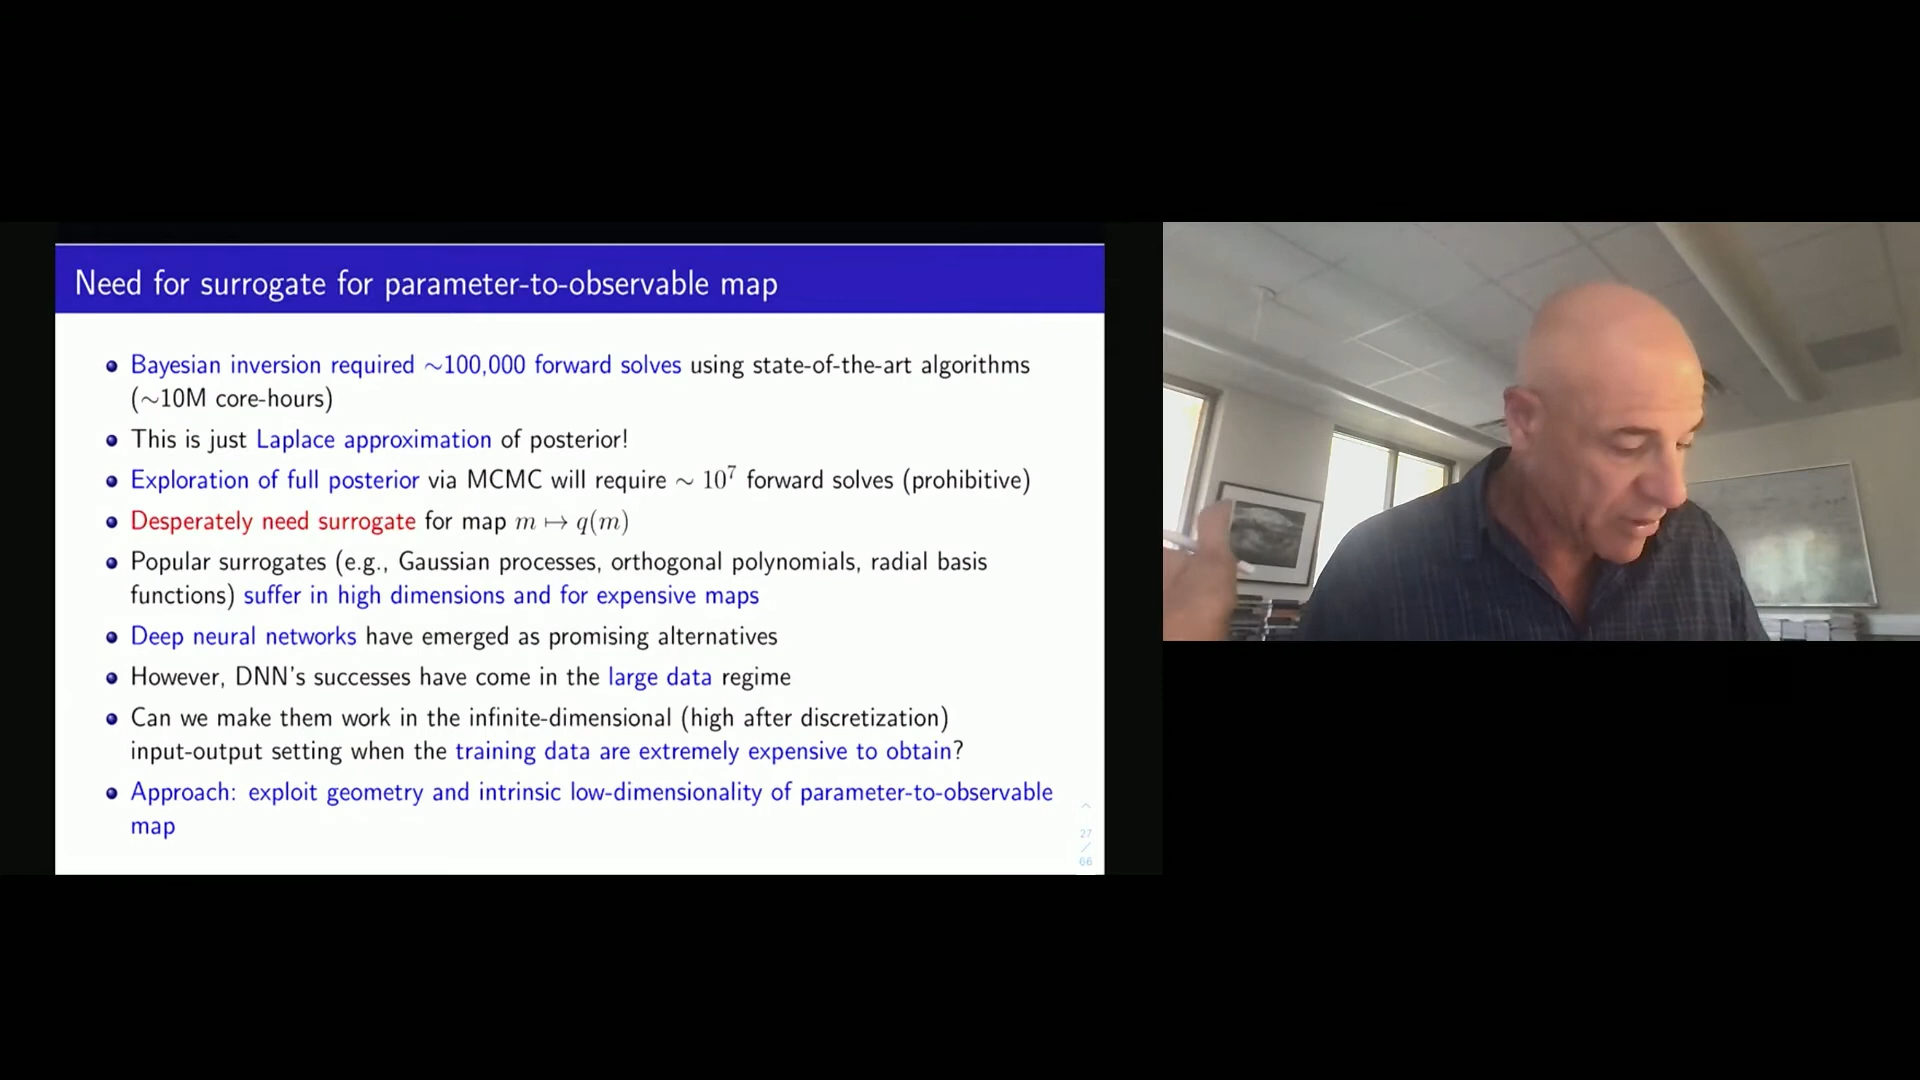 Need for surrogate for parameter-to-observable map
Bayesian inversion required ∼100,000 forward solves using state-of-the-art algorithms
(∼10M core-hours)
This is just Laplace approximation of posterior!
Exploration of full posterior via MCMC will require ∼ 10⁷ forward solves (prohibitive)
Desperately need surrogate for map m ↦ q(m)
Popular surrogates (e.g., Gaussian processes, orthogonal polynomials, radial basis
functions) suffer in high dimensions and for expensive maps
Deep neural networks have emerged as promising alternatives
However, DNN's successes have come in the large data regime
Can we make them work in the infinite-dimensional (high after discretization)
input-output setting when the training data are extremely expensive to obtain?
Approach: exploit geometry and intrinsic low-dimensionality of parameter-to-observable
map
27
/
66